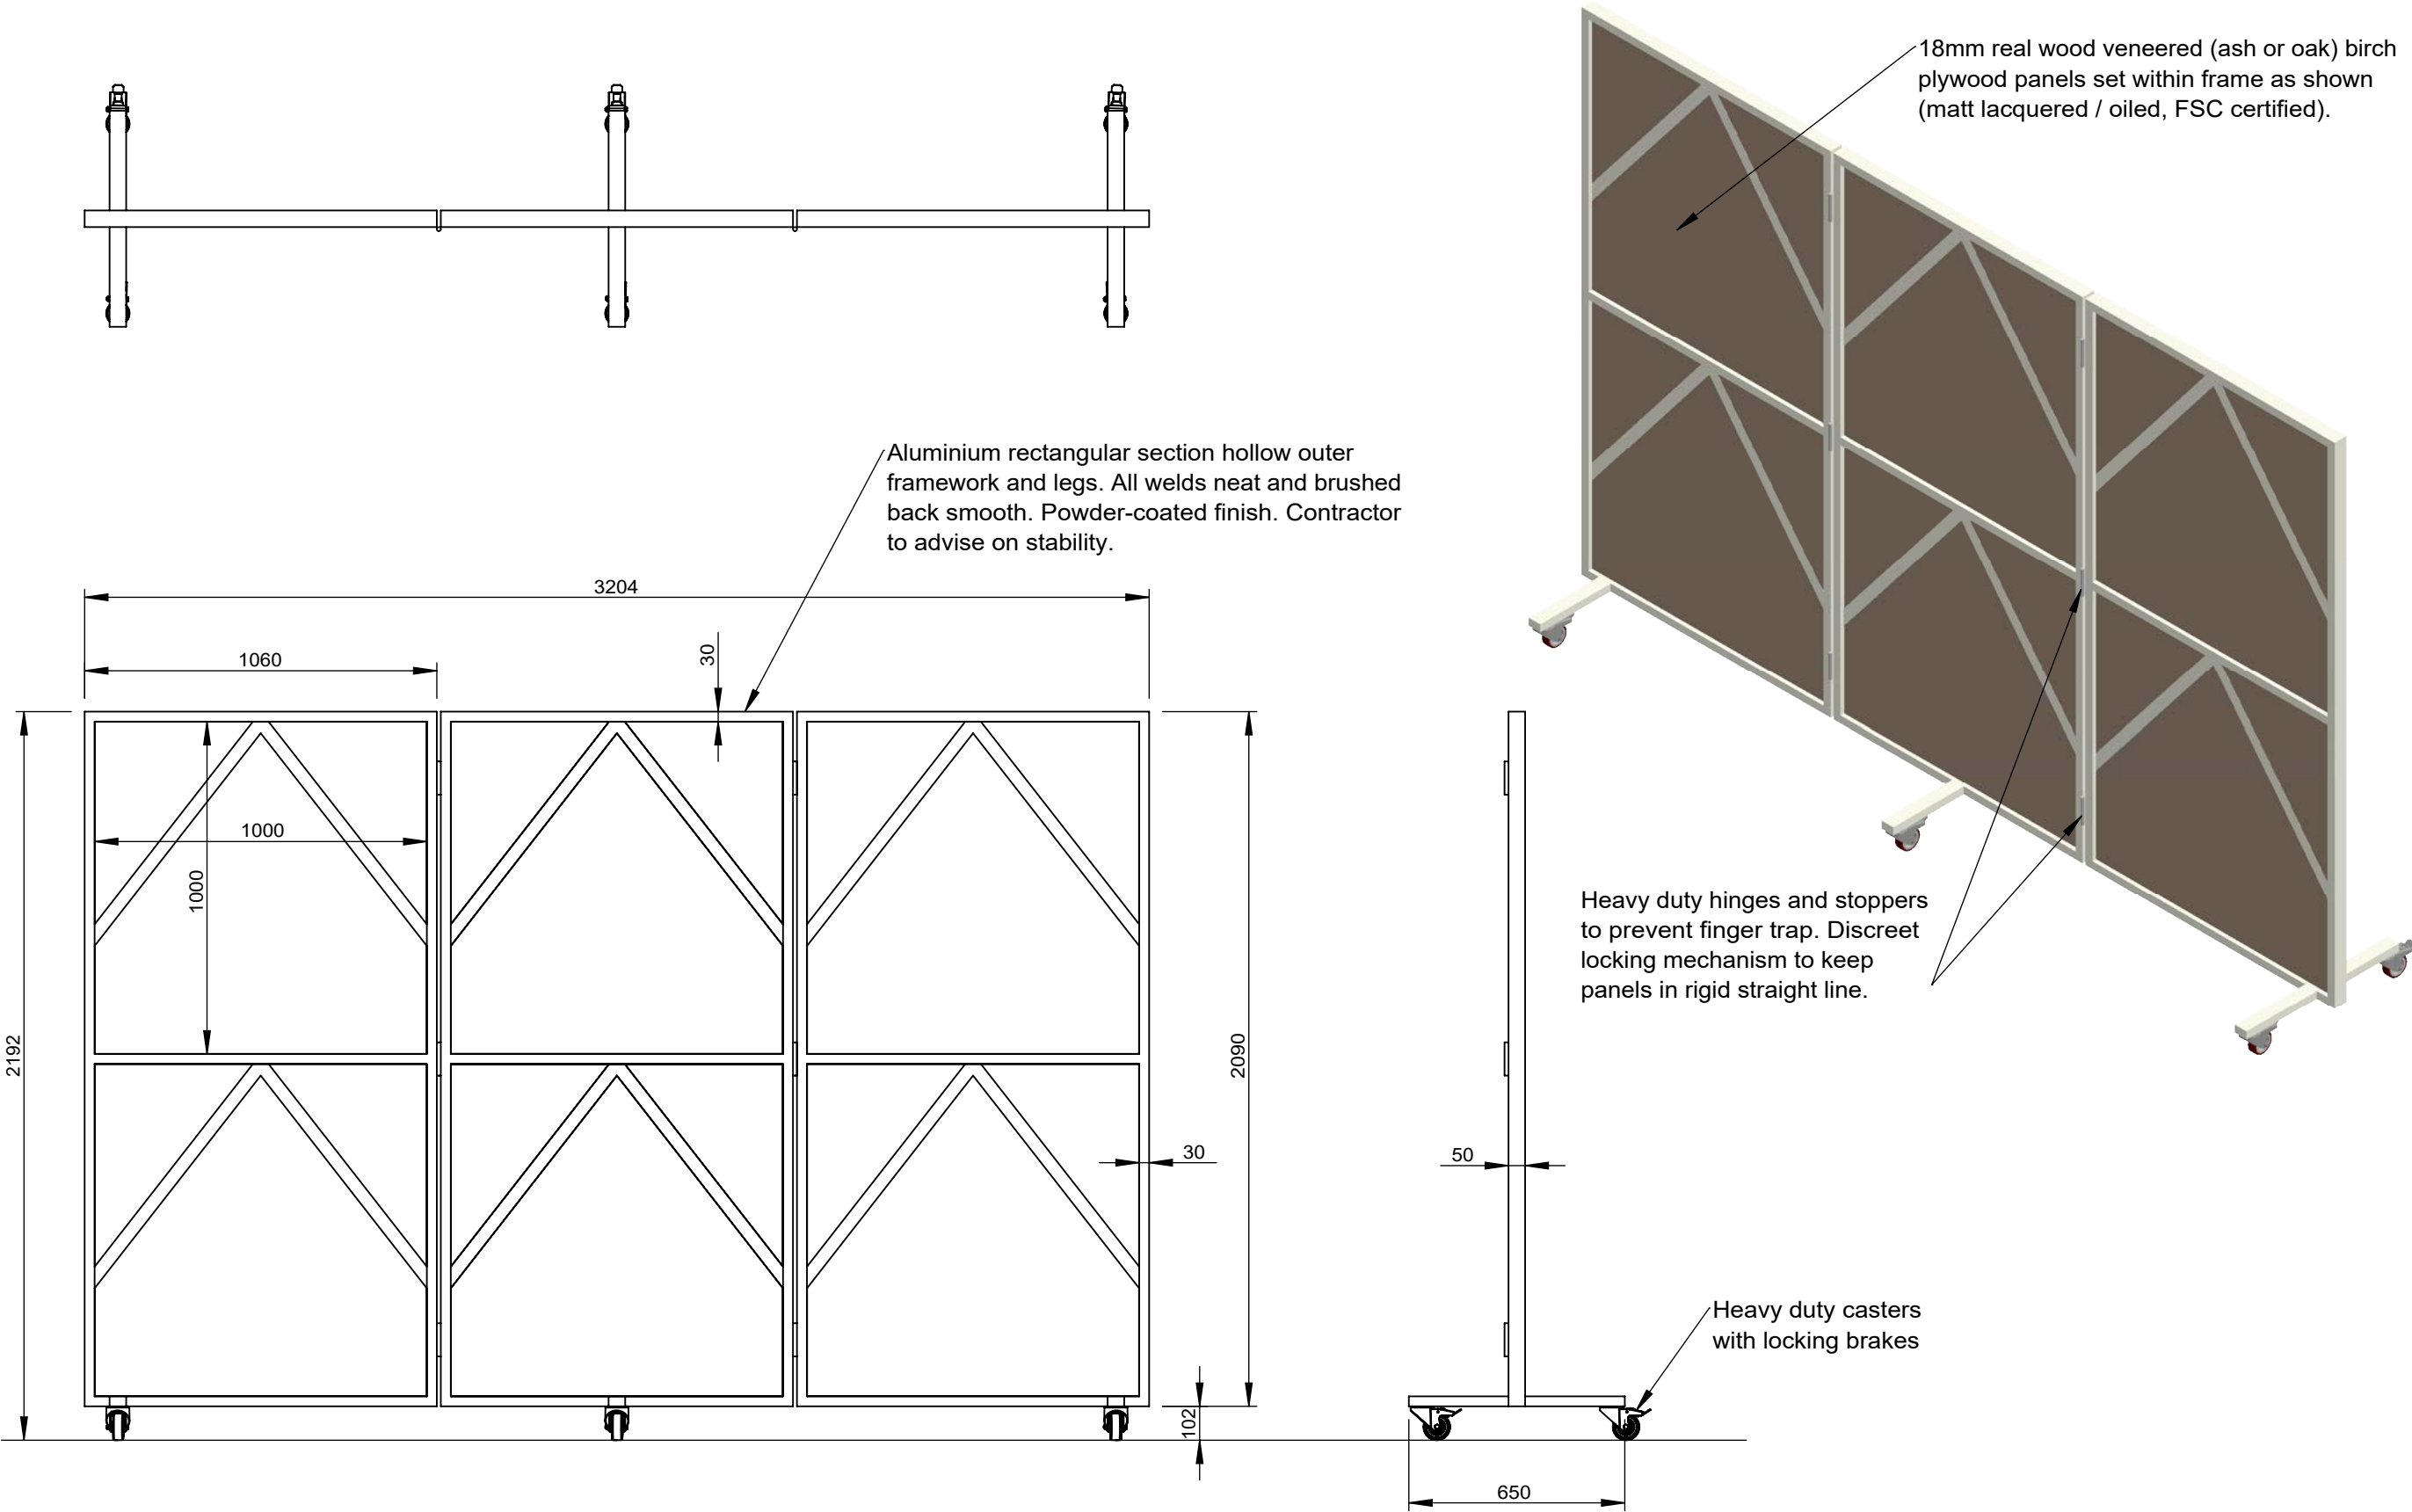 18mm real wood veneered (ash or oak) birch
plywood panels set within frame as shown
(matt lacquered / oiled, FSC certified).
Aluminium rectangular section hollow outer
framework and legs. All welds neat and brushed
back smooth. Powder-coated finish. Contractor
to advise on stability.
3204
1060
30
1000
1000
2192
2090
30
50
Heavy duty hinges and stoppers
to prevent finger trap. Discreet
locking mechanism to keep
panels in rigid straight line.
Heavy duty casters
with locking brakes
102
650